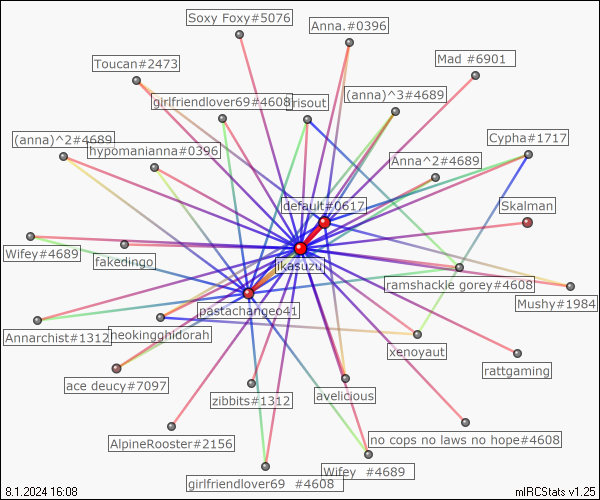 Soxy Foxy#5076
Anna.#0396
Mad #6901
Toucan#2473
(anna)^3#4689
girlfriendlover69#4608
risout
(anna)^2#4689
Cypha#1717
hypomanianna#0396
Anna^2#4689
default#0617
Skalman
Wifey#4689
fakedingo
ikasuzu
ramshackle gorey#4608
Mushy#1984
pastachangeo41
Annarchist#1312
neokingghidorah
xenoyaut
rattgaming
ace deucy#7097
zibbits#1312
avelicious
AlpineRooster#2156
no cops no laws no hope#4608
Wifey #4689
girlfriendlover69 #4608
8.1.2024 16:08
mIRCStats v1.25